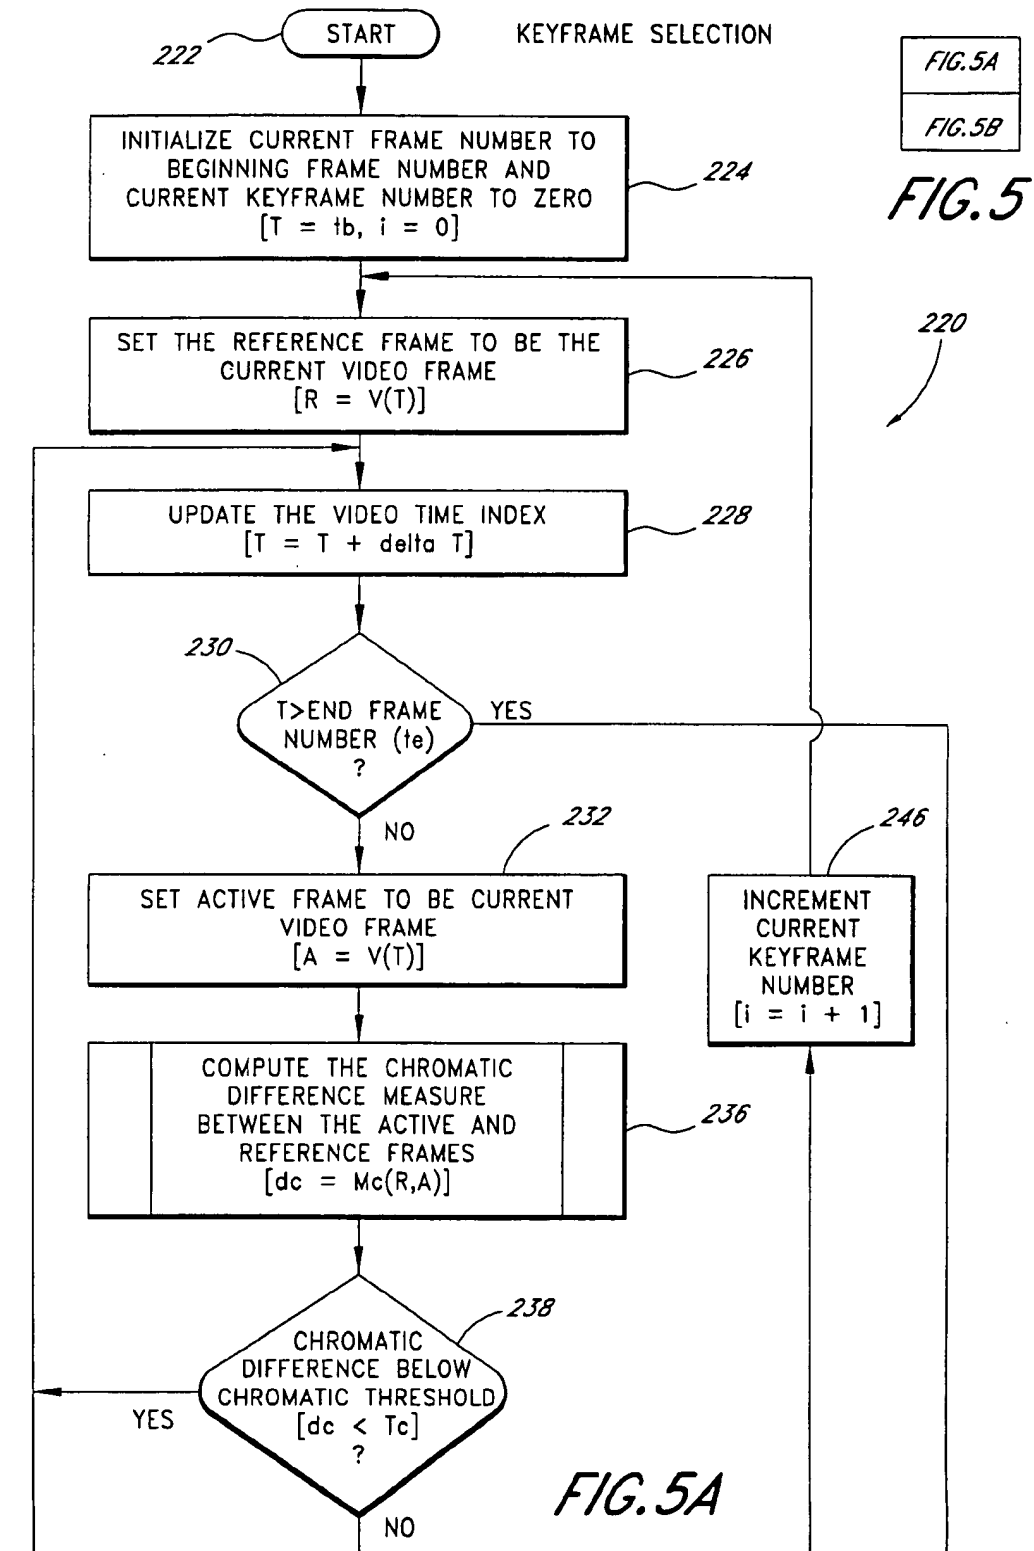 START
KEYFRAME SELECTION
222
FIG.5A
FIG.5B
FIG.5
INITIALIZE CURRENT FRAME NUMBER TO
BEGINNING FRAME NUMBER AND
CURRENT KEYFRAME NUMBER TO ZERO
[T = tb, i = 0]
224
220
SET THE REFERENCE FRAME TO BE THE
CURRENT VIDEO FRAME
[R = V(T)]
226
UPDATE THE VIDEO TIME INDEX
[T = T + delta T]
228
230
T>END FRAME
NUMBER (te)
?
YES
NO
232
SET ACTIVE FRAME TO BE CURRENT
VIDEO FRAME
[A = V(T)]
246
INCREMENT
CURRENT
KEYFRAME
NUMBER
[i = i + 1]
COMPUTE THE CHROMATIC
DIFFERENCE MEASURE
BETWEEN THE ACTIVE AND
REFERENCE FRAMES
[dc = Mc(R,A)]
236
238
CHROMATIC
DIFFERENCE BELOW
CHROMATIC THRESHOLD
[dc < Tc]
?
YES
NO
FIG.5A